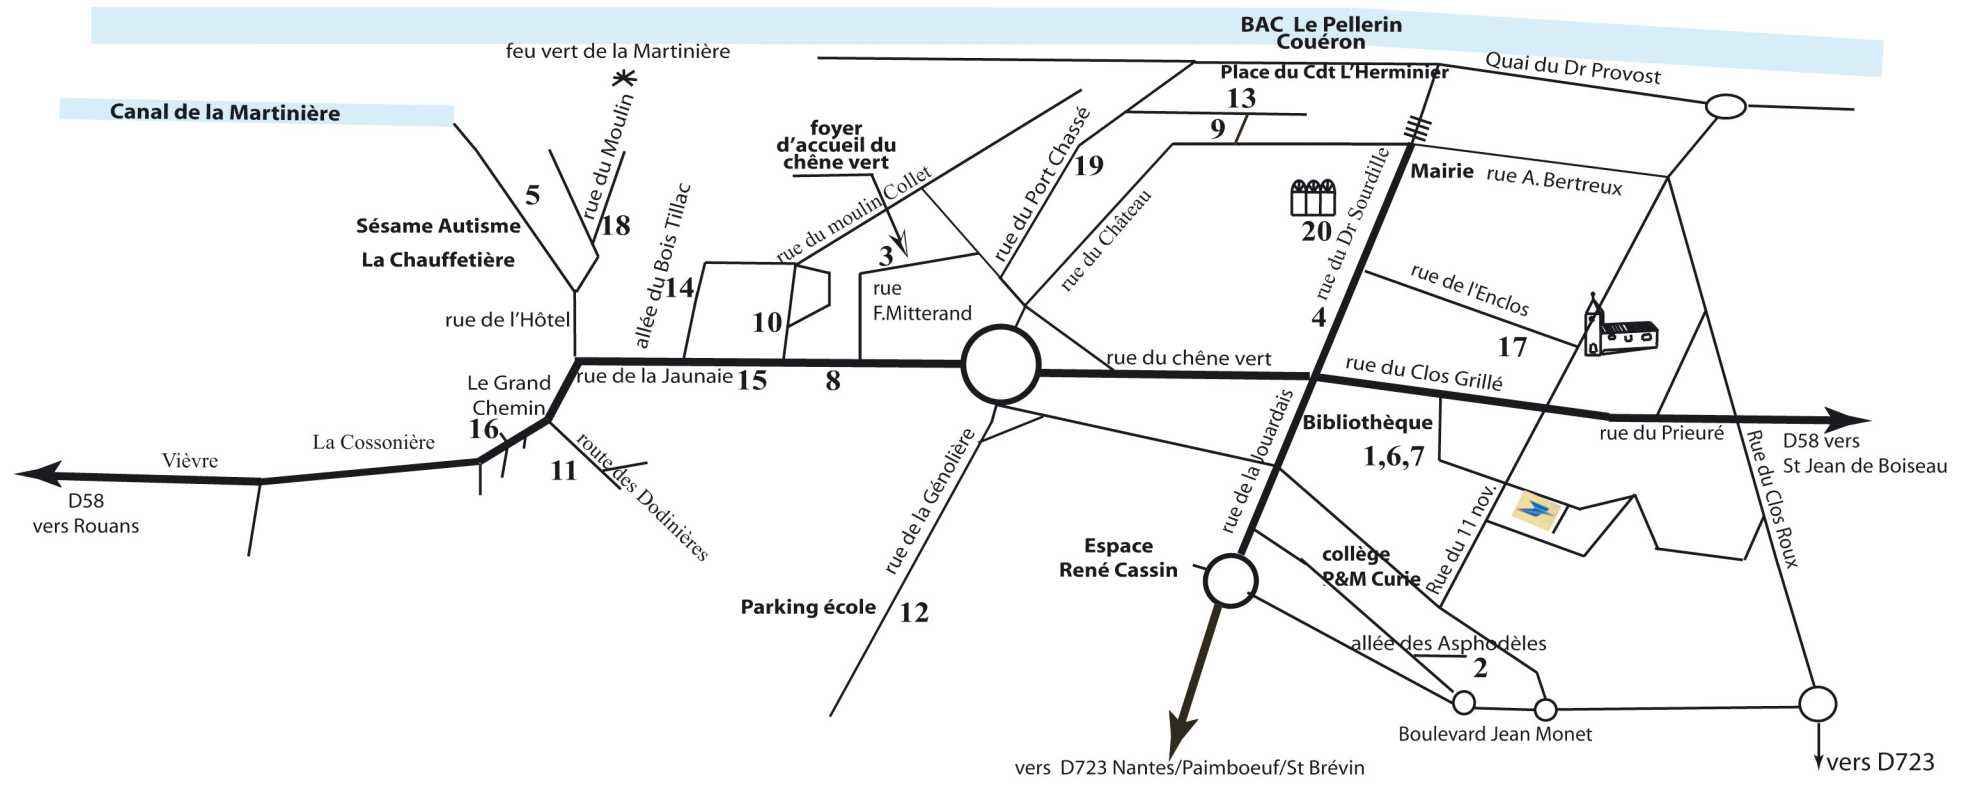 BAC Le Pellerin
Couéron
feu vert de la Martinière
Place du Cdt L'Herminier
Quai du Dr Provost
Canal de la Martinière
13
9
foyer
d'accueil du
chêne vert
rue du Moulin
5
18
Sésame Autisme
La Chauffetière
allée du Bois Tillac
rue du moulin Collet
rue du Port Chassé
19
rue du Château
Mairie
rue A. Bertreux
20
rue du Dr Sourdille
3
14
rue
F.Mitterand
rue de l'Hôtel
10
4
rue de l'Enclos
17
rue du chêne vert
rue du Clos Grillé
rue de la Jaunaie
15
8
Le Grand
Chemin
16
La Cossonière
Vièvre
11
route des Dodinières
D58
vers Rouans
rue de la Génolière
rue de la Jouardais
Bibliothèque
1,6,7
rue du Prieuré
D58 vers
St Jean de Boiseau
Rue du Clos Roux
Rue du 11 nov.
Espace
René Cassin
collège
P&M Curie
Parking école
12
allée des Asphodèles
2
Boulevard Jean Monet
vers D723 Nantes/Paimboeuf/St Brévin
vers D723